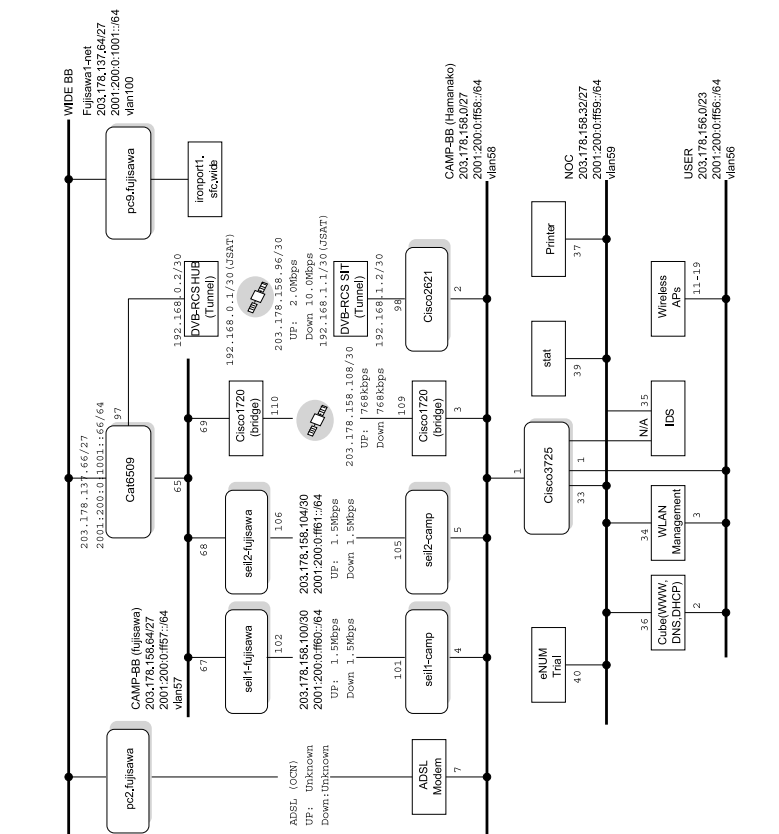 WIDE BB
Fujisawa1-net
203.178.137.64/27
2001:200:0:1001::/64
vlan100
pc2.fujisawa
203.178.137.66/27
2001:200:0:1001::66/64
Cat6509
97
65
pc9.fujisawa
ironport1.
sfc.wide
CAMP-BB (fujisawa)
203.178.158.64/27
2001:200:0:ff57::/64
vlan57
67
seil1-fujisawa
102
203.178.158.100/30
2001:200:0:ff60::/64
UP: 1.5Mbps
Down 1.5Mbps
101
seil1-camp
4
68
seil2-fujisawa
106
203.178.158.104/30
2001:200:0:ff61::/64
UP: 1.5Mbps
Down 1.5Mbps
105
seil2-camp
5
69
Cisco1720
(bridge)
110
203.178.158.108/30
UP: 768kbps
Down 768kbps
109
Cisco1720
(bridge)
3
192.168.0.2/30
DVB-RCS HUB
(Tunnel)
192.168.0.1/30(JSAT)
203.178.158.96/30
UP: 2.0Mbps
Down 10.0Mbps
192.168.1.1/30(JSAT)
DVB-RCS SIT
(Tunnel)
192.168.1.2/30
98
Cisco2621
2
ADSL (OCN)
UP: Unknown
Down:Unknown
ADSL
Modem
7
CAMP-BB (Hamanako)
203.178.158.0/27
2001:200:0:ff58::/64
vlan58
1
Cisco3725
33
1
N/A
35
IDS
eNUM
Trial
40
stat
39
Printer
37
NOC
203.178.158.32/27
2001:200:0:ff59::/64
vlan59
36
Cube(WWW,
DNS,DHCP)
2
34
WLAN
Management
3
Wireless
APs
11-19
USER
203.178.156.0/23
2001:200:0:ff56::/64
vlan56